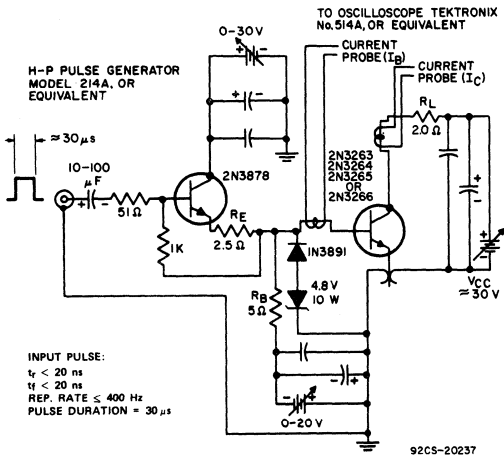 TO OSCILLOSCOPE TEKTRONIX
No. 514A, OR EQUIVALENT
0-30V
CURRENT
PROBE (IB)
CURRENT
PROBE (IC)
H-P PULSE GENERATOR
MODEL 214A, OR
EQUIVALENT
+
-
+
-
≈30 μs
RL
2.0 Ω
2N3263
2N3264
2N3265
OR
2N3266
2N3878
10-100
μF
+
-
51 Ω
RE
2.5 Ω
1K
1N3891
+
-
+
-
VCC
≈30 V
RB
5 Ω
4.8 V
10 W
-
+
-
+
0-20 V
INPUT PULSE:
tr < 20 ns
tf < 20 ns
REP. RATE ≤ 400 Hz
PULSE DURATION = 30 μs
92CS-20237